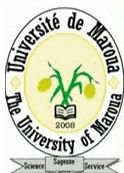 Université de Maroua
2008
The University of Maroua
Sagesse
Science
Service